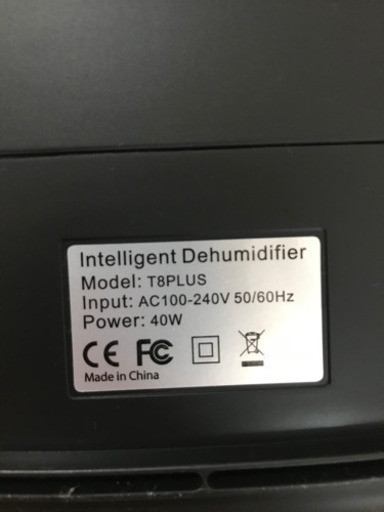 Intelligent Dehumidifier
Model: T8PLUS
Input: AC100-240V 50/60Hz
Power: 40W
CE FC
Made in China